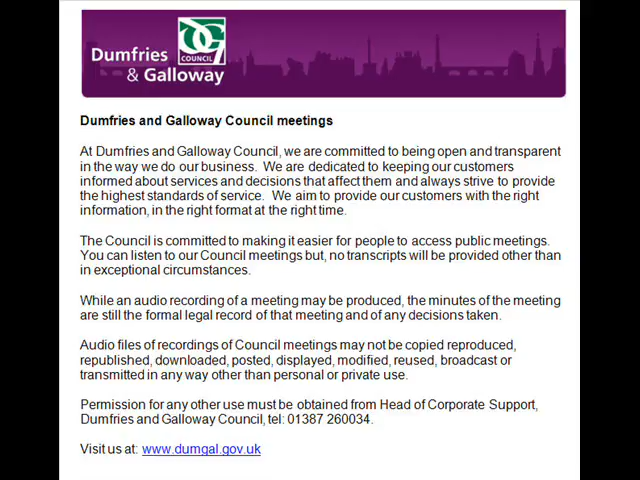 Dumfries
& Galloway
COUNCIL
Dumfries and Galloway Council meetings
At Dumfries and Galloway Council, we are committed to being open and transparent
in the way we do our business.  We are dedicated to keeping our customers
informed about services and decisions that affect them and always strive to provide
the highest standards of service.  We aim to provide our customers with the right
information, in the right format at the right time.
The Council is committed to making it easier for people to access public meetings.
You can listen to our Council meetings but, no transcripts will be provided other than
in exceptional circumstances.
While an audio recording of a meeting may be produced, the minutes of the meeting
are still the formal legal record of that meeting and of any decisions taken.
Audio files of recordings of Council meetings may not be copied reproduced,
republished, downloaded, posted, displayed, modified, reused, broadcast or
transmitted in any way other than personal or private use.
Permission for any other use must be obtained from Head of Corporate Support,
Dumfries and Galloway Council, tel: 01387 260034.
Visit us at: www.dumgal.gov.uk